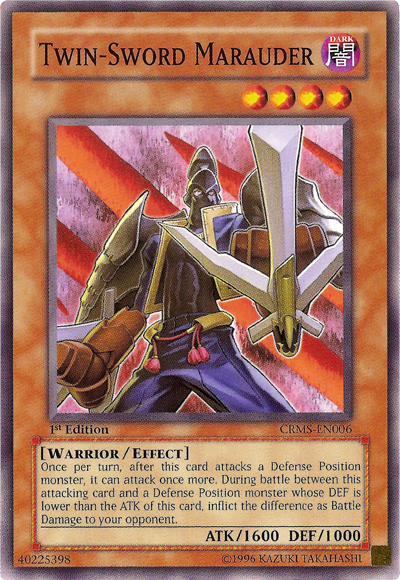 TWIN-SWORD MARAUDER
DARK
闇
1st Edition
CRMS-EN006
[WARRIOR / EFFECT]
Once per turn, after this card attacks a Defense Position
monster, it can attack once more. During battle between this
attacking card and a Defense Position monster whose DEF is
lower than the ATK of this card, inflict the difference as Battle
Damage to your opponent.
ATK/1600 DEF/1000
40225398
©1996 KAZUKI TAKAHASHI